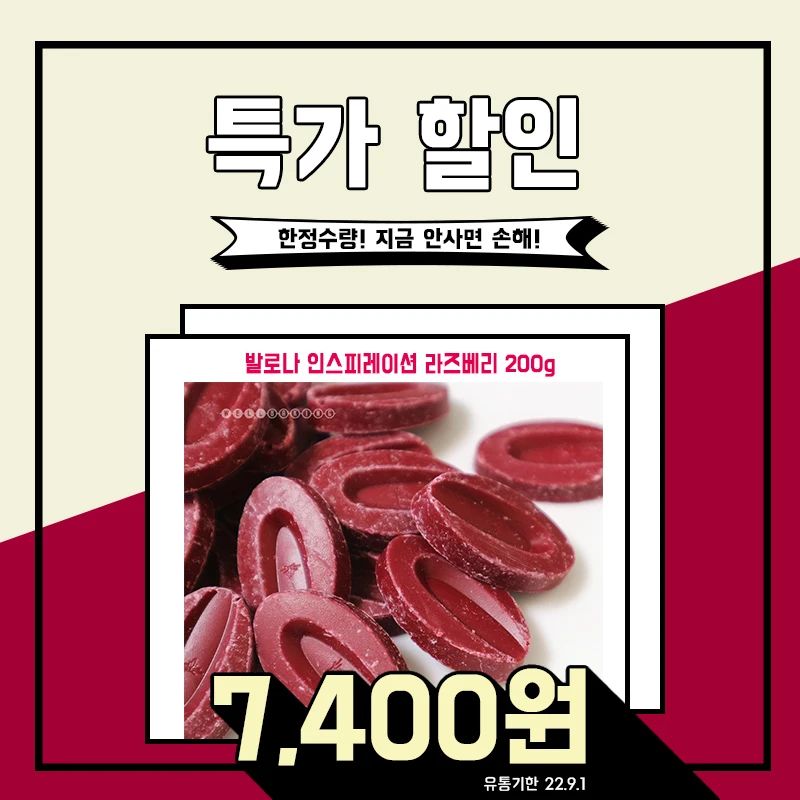 특가 할인
한정수량! 지금 안사면 손해!
발로나 인스피레이션 라즈베리 200g
WELLOSKING
7,400원
유통기한 22.9.1